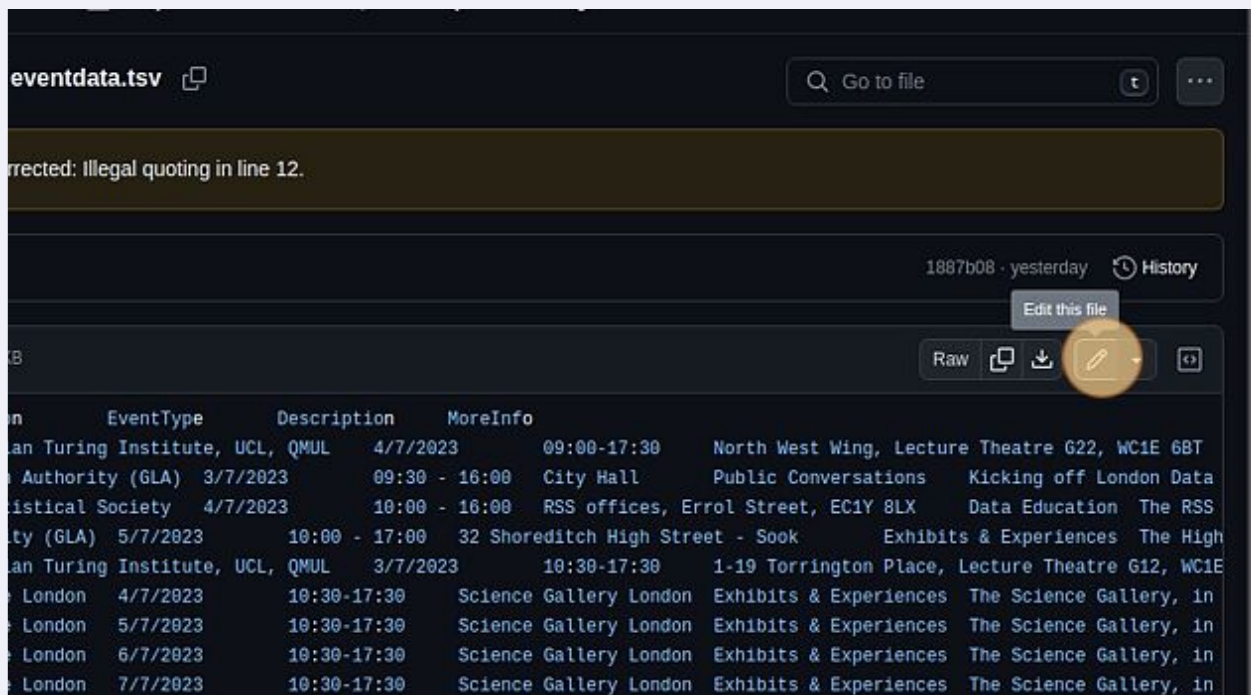 eventdata.tsv
Go to file t ...
rrected: Illegal quoting in line 12.
1887b08 · yesterday History
Edit this file
KB Raw
on EventType Description MoreInfo
an Turing Institute, UCL, QMUL 4/7/2023 09:00-17:30 North West Wing, Lecture Theatre G22, WC1E 6BT
Authority (GLA) 3/7/2023 09:30 - 16:00 City Hall Public Conversations Kicking off London Data
istical Society 4/7/2023 10:00 - 16:00 RSS offices, Errol Street, EC1Y 8LX Data Education The RSS
ity (GLA) 5/7/2023 10:00 - 17:00 32 Shoreditch High Street - Sook Exhibits & Experiences The High
an Turing Institute, UCL, QMUL 3/7/2023 10:30-17:30 1-19 Torrington Place, Lecture Theatre G12, WC1E
London 4/7/2023 10:30-17:30 Science Gallery London Exhibits & Experiences The Science Gallery, in
London 5/7/2023 10:30-17:30 Science Gallery London Exhibits & Experiences The Science Gallery, in
London 6/7/2023 10:30-17:30 Science Gallery London Exhibits & Experiences The Science Gallery, in
London 7/7/2023 10:30-17:30 Science Gallery London Exhibits & Experiences The Science Gallery, in